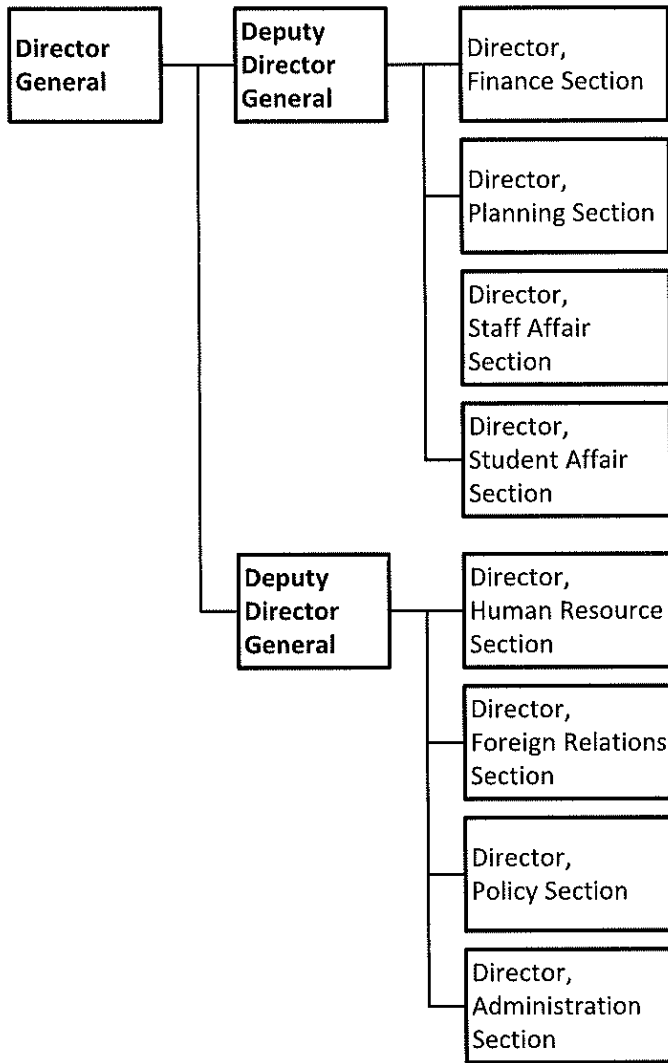 Director
General
Deputy
Director
General
Director,
Finance Section
Director,
Planning Section
Director,
Staff Affair
Section
Director,
Student Affair
Section
Deputy
Director
General
Director,
Human Resource
Section
Director,
Foreign Relations
Section
Director,
Policy Section
Director,
Administration
Section